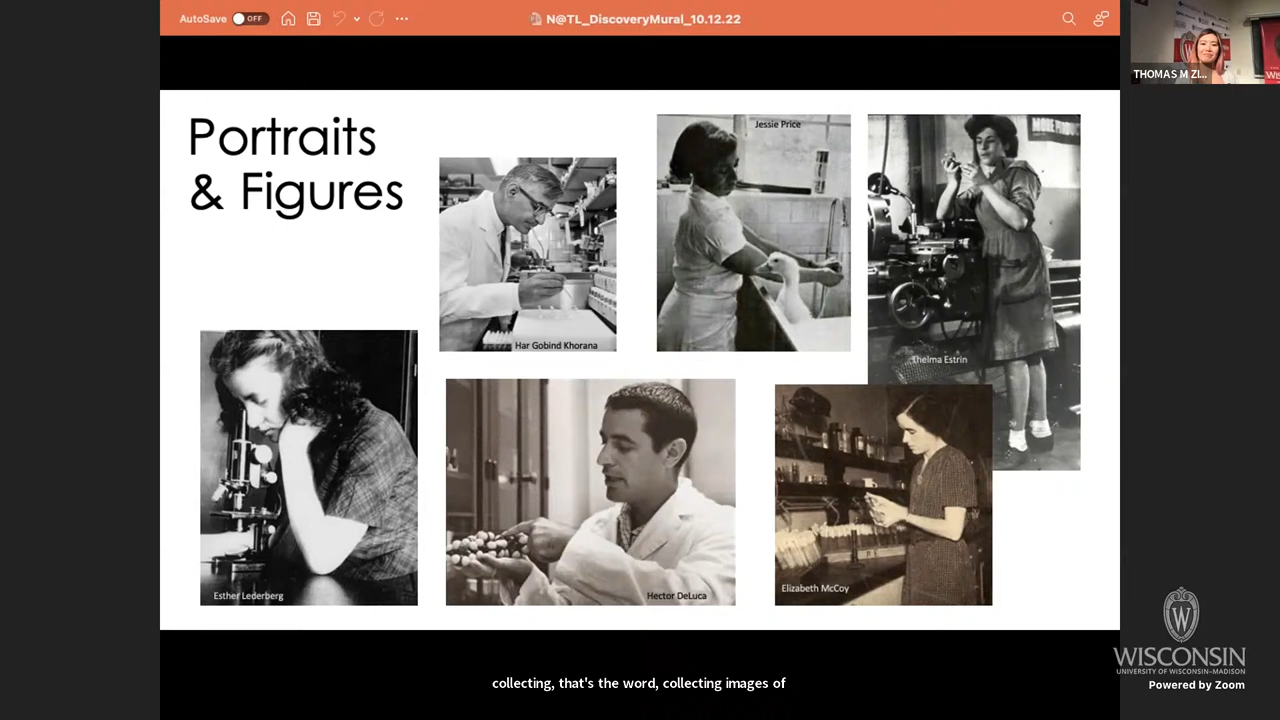 AutoSave OFF
N@TL_DiscoveryMural_10.12.22
THOMAS M ZI...
W
Portraits
& Figures
Jessie Price
Har Gobind Khorana
Thelma Estrin
Esther Lederberg
Hector DeLuca
Elizabeth McCoy
W
WISCONSIN
UNIVERSITY OF WISCONSIN–MADISON
Powered by Zoom
collecting, that's the word, collecting images of